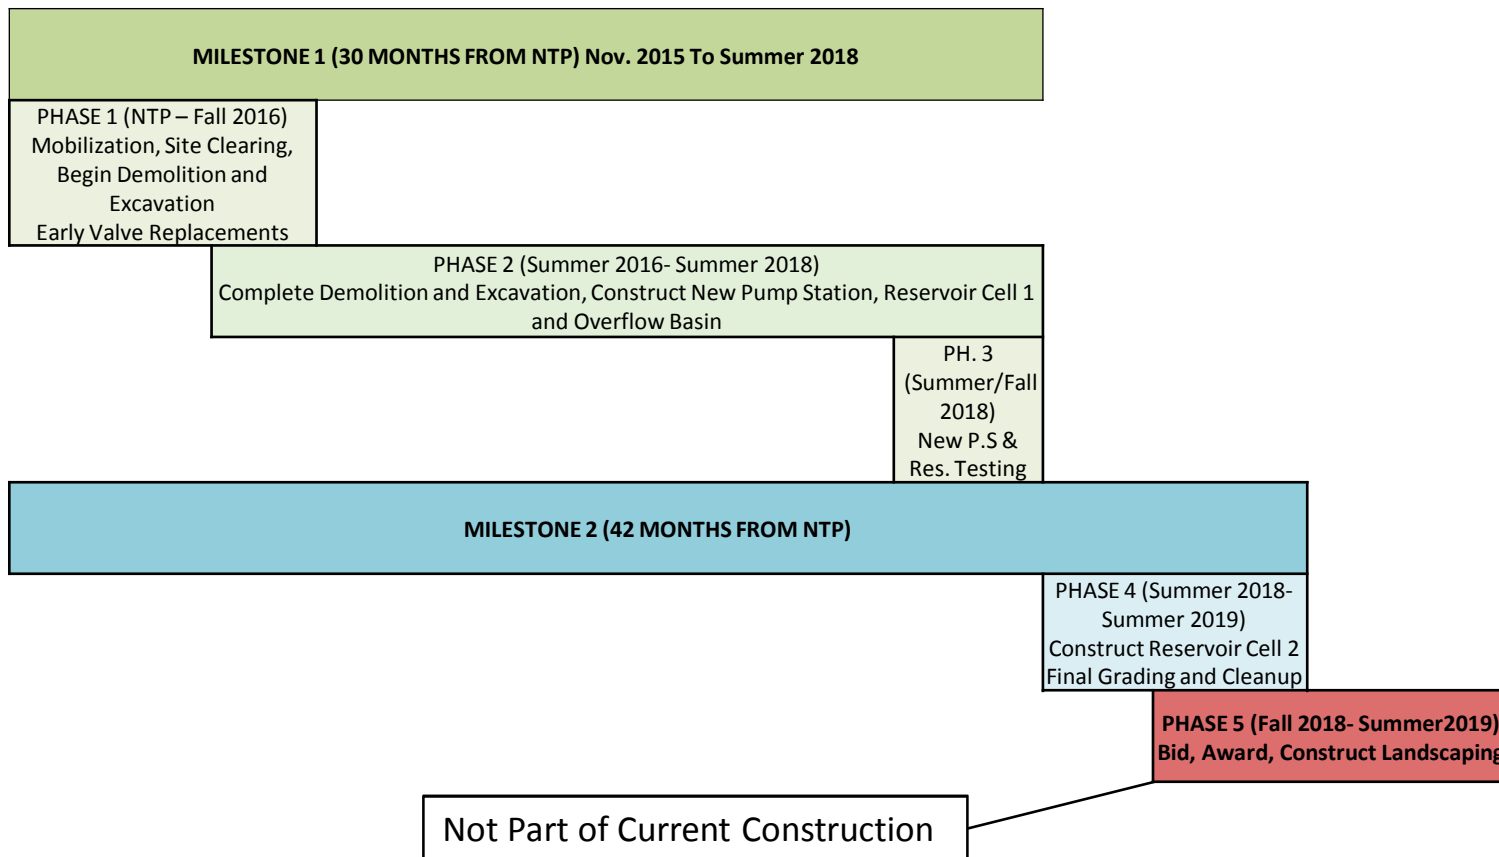 MILESTONE 1 (30 MONTHS FROM NTP) Nov. 2015 To Summer 2018
PHASE 1 (NTP – Fall 2016)
Mobilization, Site Clearing,
Begin Demolition and
Excavation
Early Valve Replacements
PHASE 2 (Summer 2016- Summer 2018)
Complete Demolition and Excavation, Construct New Pump Station, Reservoir Cell 1
and Overflow Basin
PH. 3
(Summer/Fall
2018)
New P.S &
Res. Testing
MILESTONE 2 (42 MONTHS FROM NTP)
PHASE 4 (Summer 2018-
Summer 2019)
Construct Reservoir Cell 2
Final Grading and Cleanup
PHASE 5 (Fall 2018- Summer2019)
Bid, Award, Construct Landscaping
Not Part of Current Construction